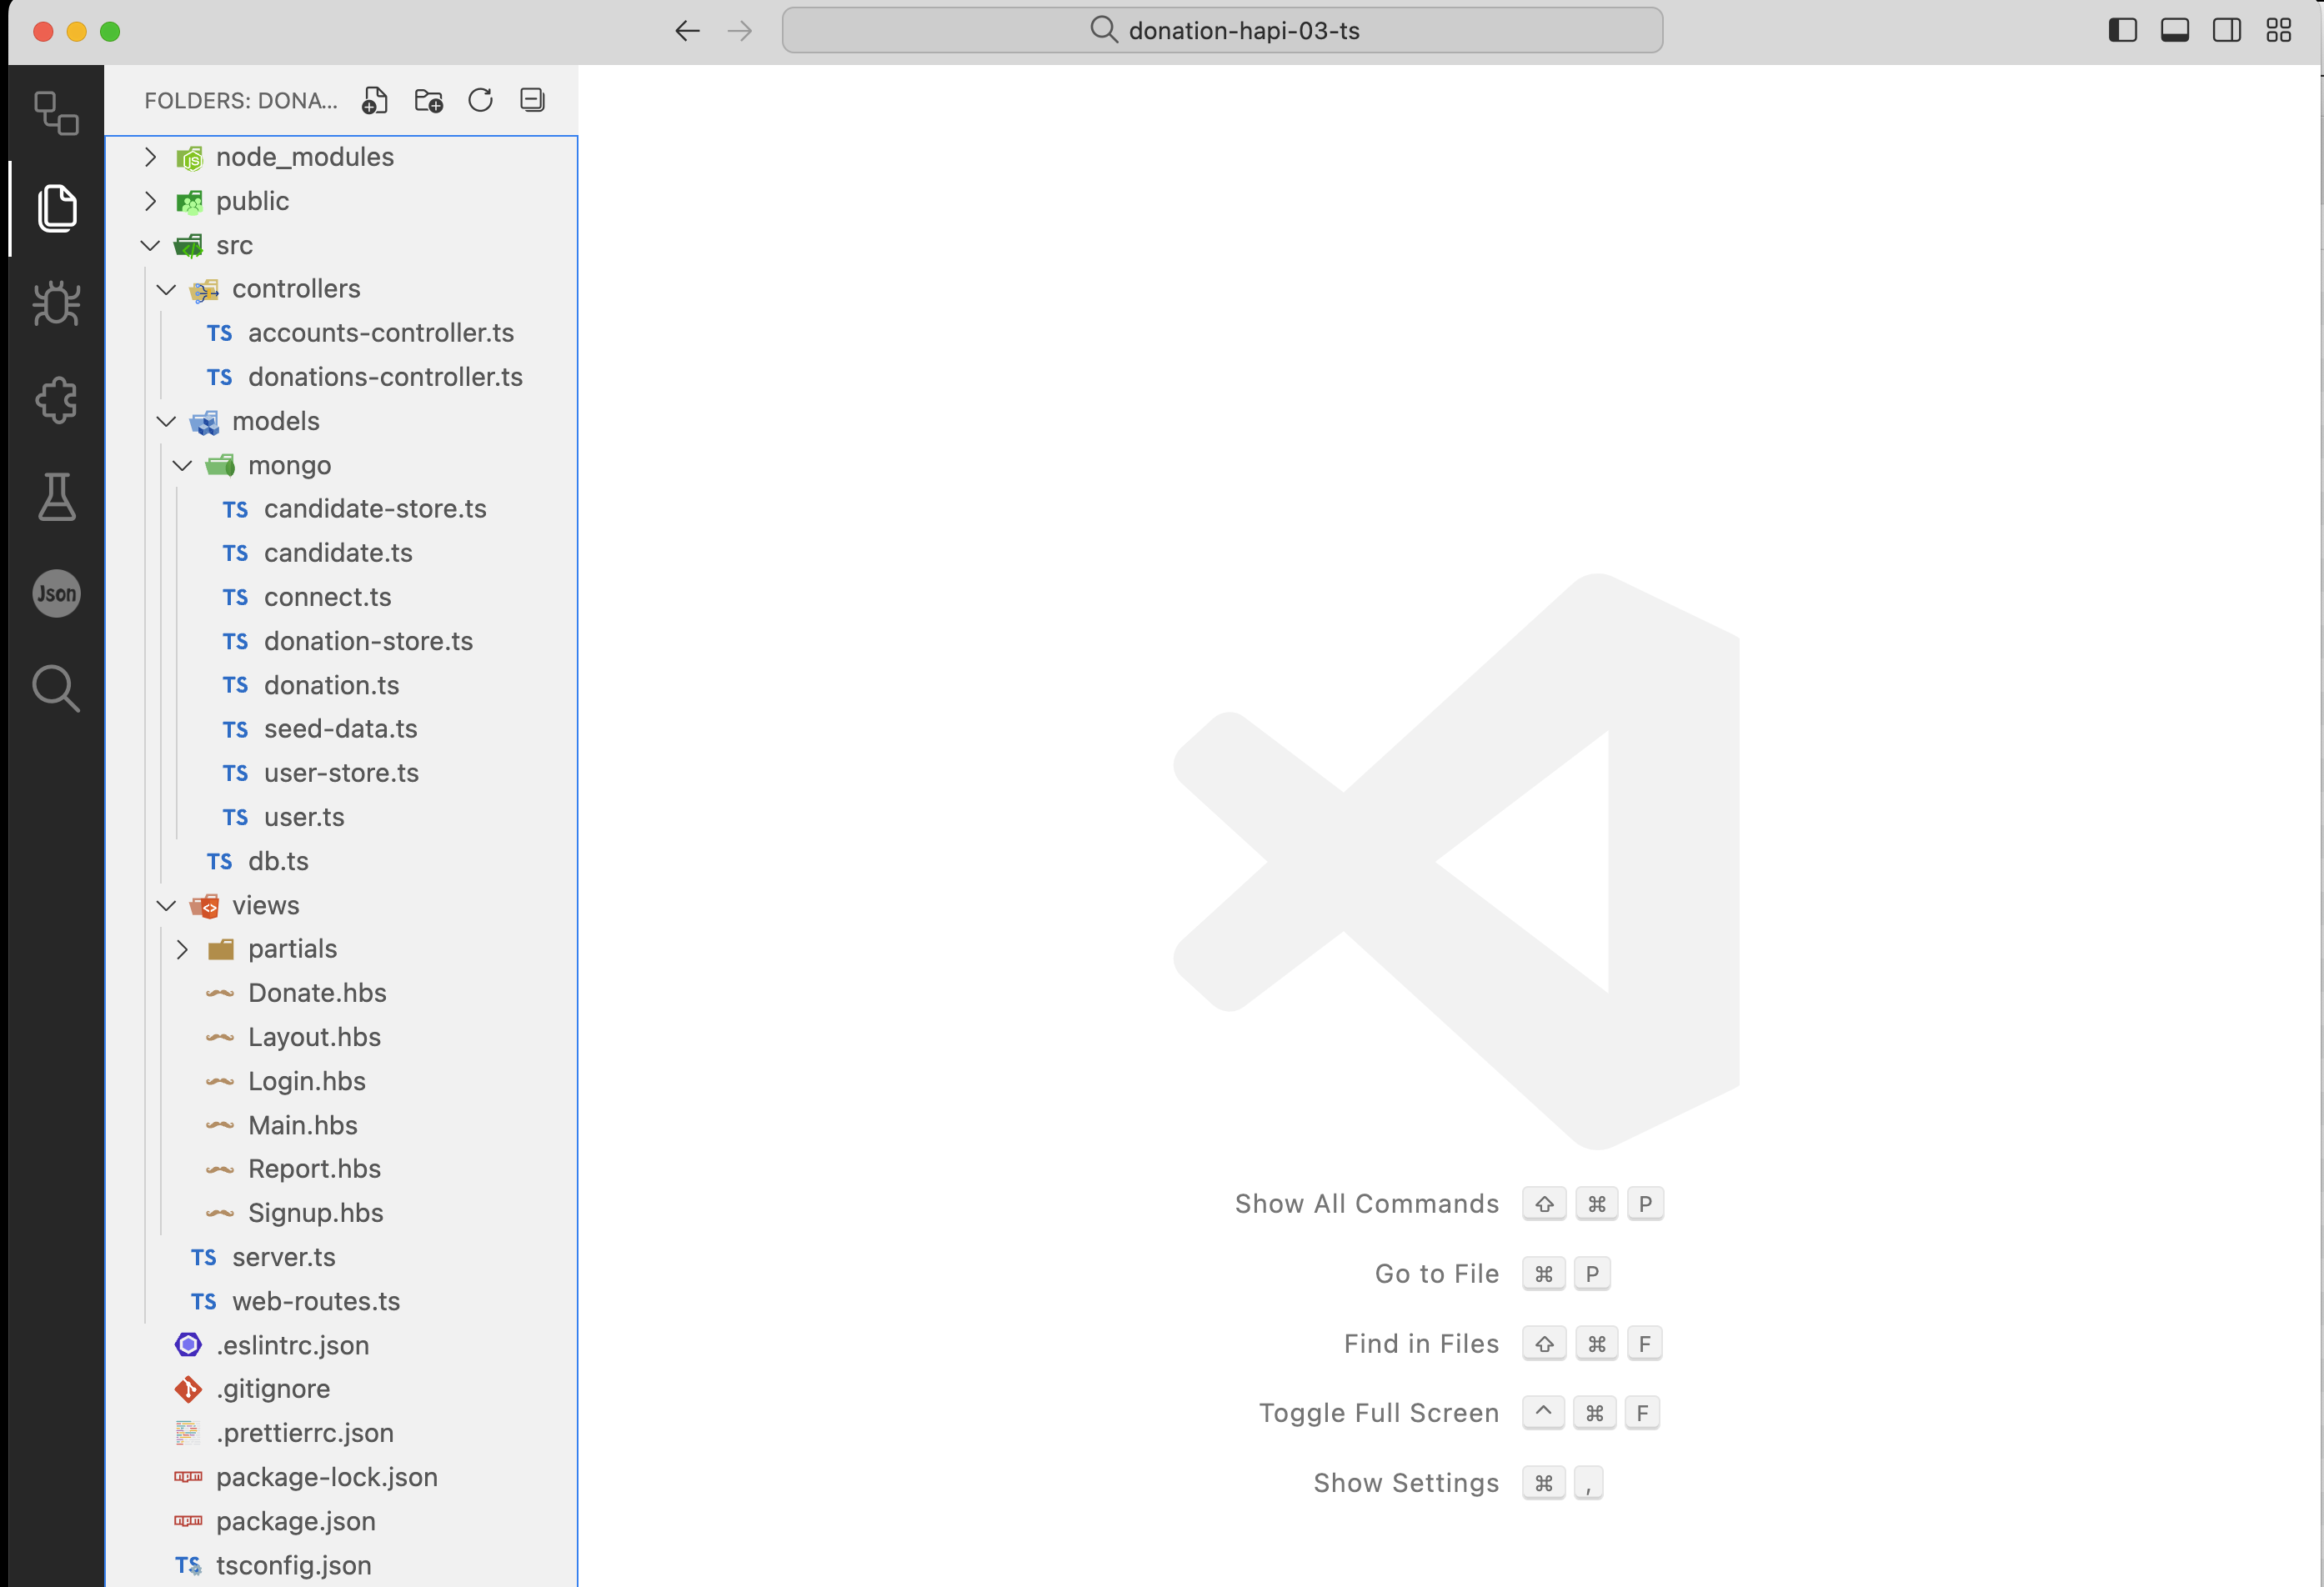 donation-hapi-03-ts
FOLDERS: DONA...
node_modules
public
src
controllers
TS accounts-controller.ts
TS donations-controller.ts
models
mongo
TS candidate-store.ts
TS candidate.ts
TS connect.ts
TS donation-store.ts
TS donation.ts
TS seed-data.ts
TS user-store.ts
TS user.ts
TS db.ts
views
partials
Donate.hbs
Layout.hbs
Login.hbs
Main.hbs
Report.hbs
Signup.hbs
TS server.ts
TS web-routes.ts
.eslintrc.json
.gitignore
.prettierrc.json
package-lock.json
package.json
TS tsconfig.json
Json
Show All Commands ⇧ ⌘ P
Go to File ⌘ P
Find in Files ⇧ ⌘ F
Toggle Full Screen ^ ⌘ F
Show Settings ⌘ ,